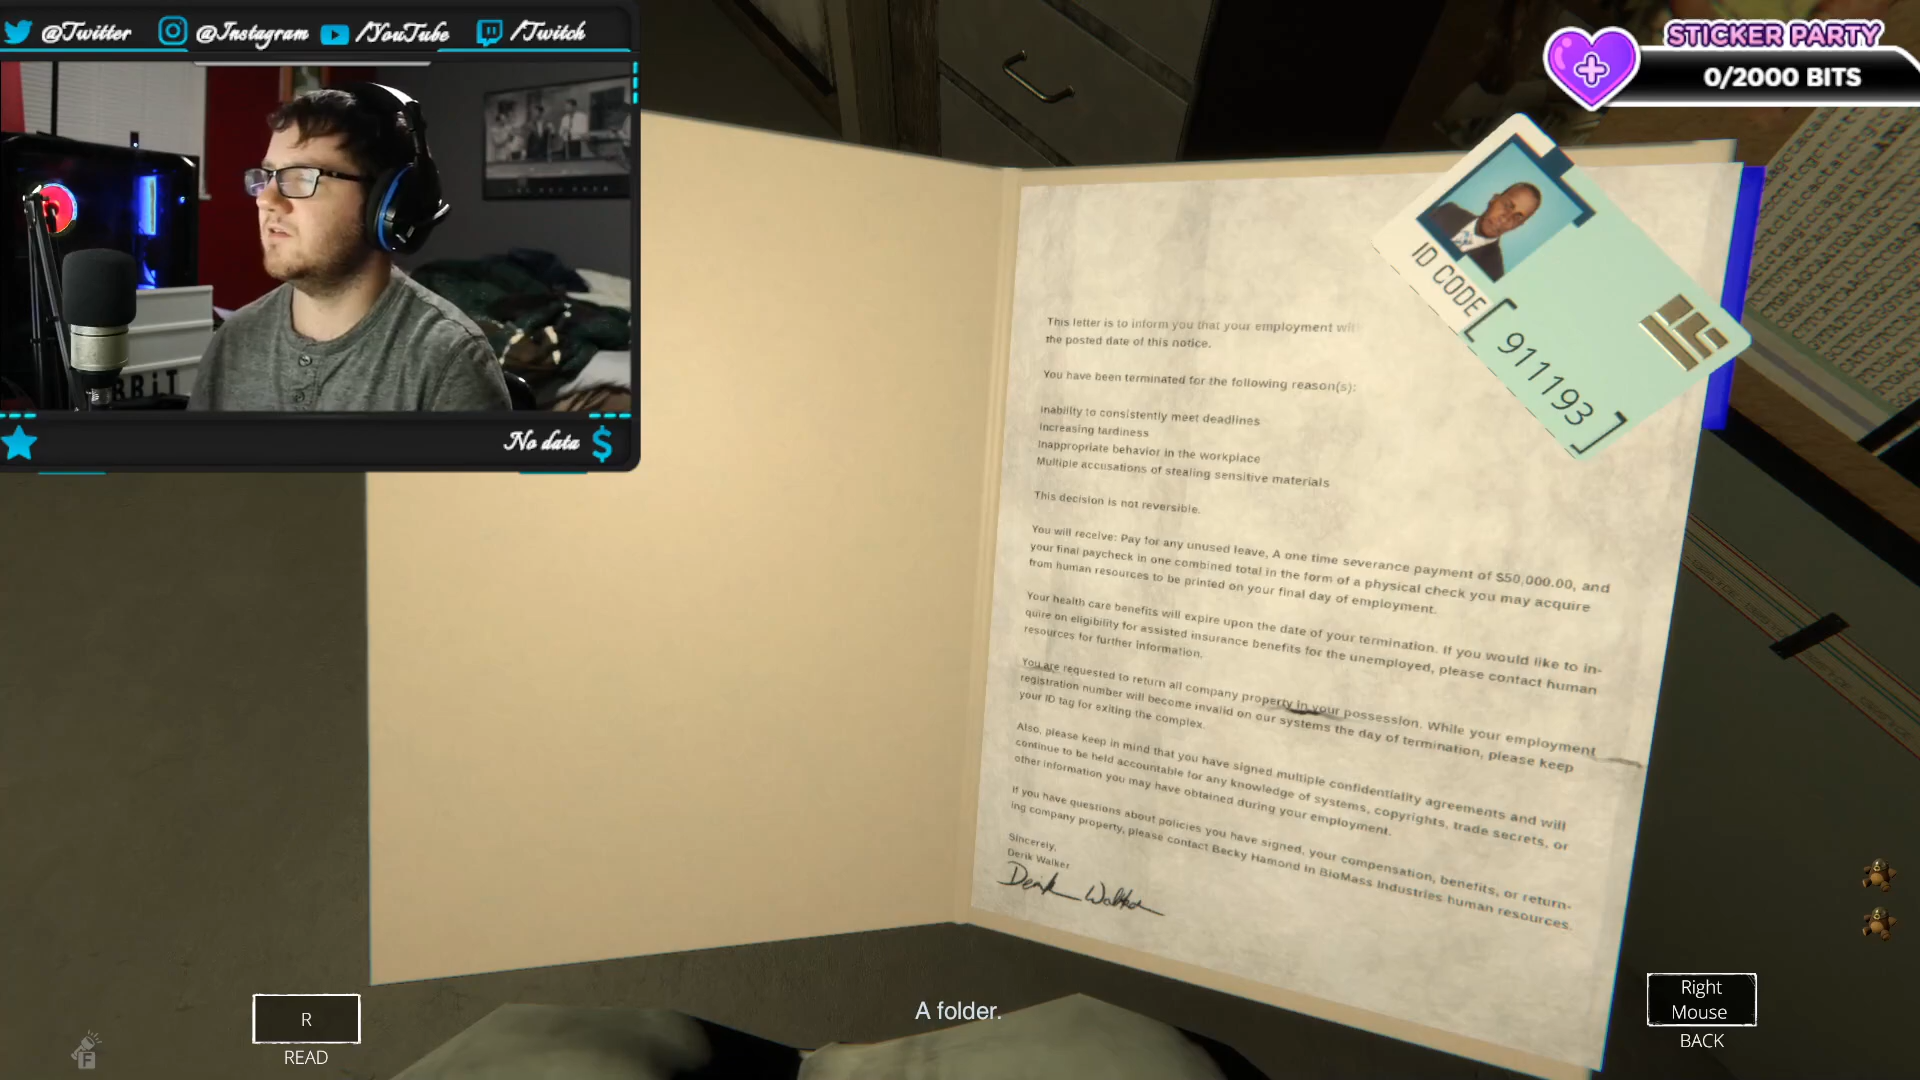 @Twitter @Instagram /YouTube /Twitch
STICKER PARTY
0/2000 BITS
No data
ID CODE
[911193]
This letter is to inform you that your employment wit
the posted date of this notice.
You have been terminated for the following reason(s):
Inability to consistently meet deadlines
Increasing tardiness
Inappropriate behavior in the workplace
Multiple accusations of stealing sensitive materials
This decision is not reversible.
You will receive: Pay for any unused leave, A one time severance payment of $50,000.00, and
your final paycheck in one combined total in the form of a physical check you may acquire
from human resources to be printed on your final day of employment.
Your health care benefits will expire upon the date of your termination. If you would like to in-
quire on eligibility for assisted insurance benefits for the unemployed, please contact human
resources for further information.
You are requested to return all company property in your possession. While your employment
registration number will become invalid on our systems the day of termination, please keep
your ID tag for exiting the complex.
Also, please keep in mind that you have signed multiple confidentiality agreements and will
continue to be held accountable for any knowledge of systems, copyrights, trade secrets, or
other information you may have obtained during your employment.
If you have questions about policies you have signed, your compensation, benefits, or return-
ing company property, please contact Becky Hamond in BioMass Industries human resources.
Sincerely,
Derik Walker
Derik Walker
A folder.
R
READ
Right
Mouse
BACK
F